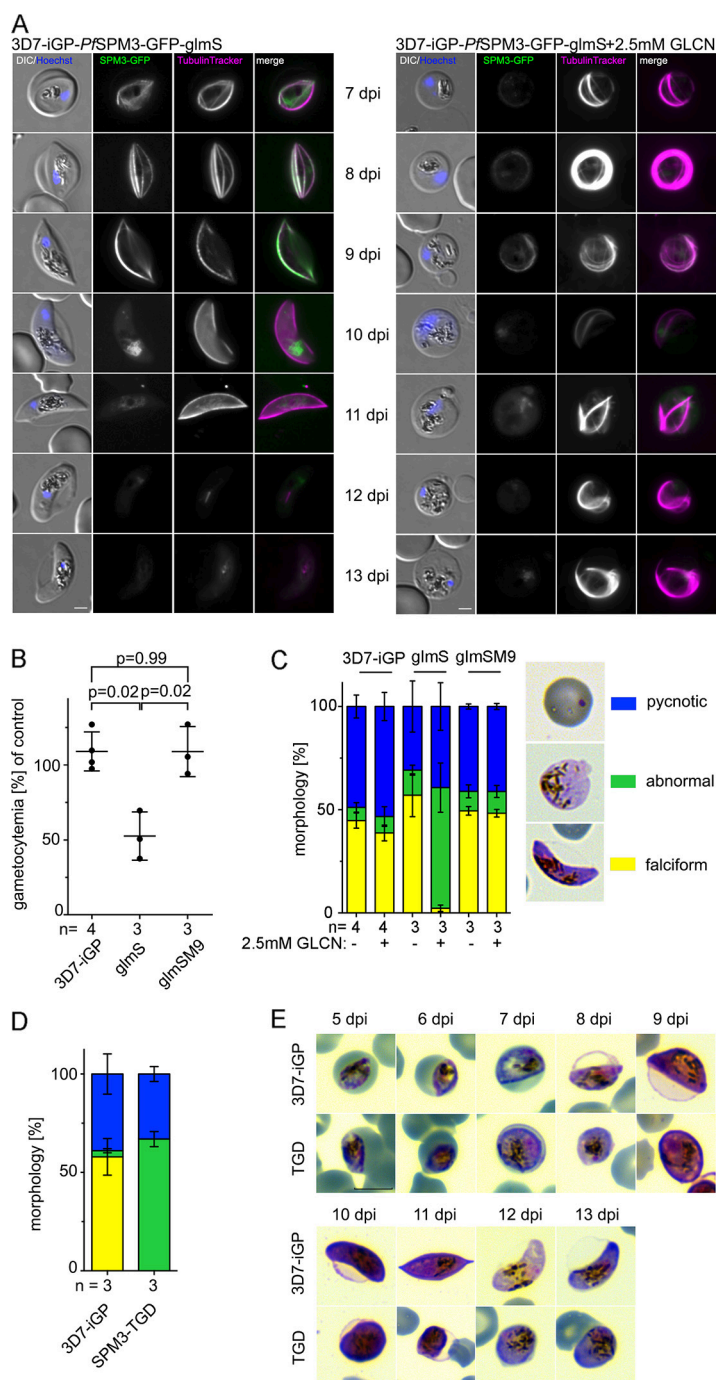 A
3D7-iGP-PfSPM3-GFP-glmS
3D7-iGP-PfSPM3-GFP-glmS+2.5mM GLCN
DIC/Hoechst SPM3-GFP TubulinTracker merge
DIC/Hoechst SPM3-GFP TubulinTracker merge
7 dpi
8 dpi
9 dpi
10 dpi
11 dpi
12 dpi
13 dpi
B
p=0.99
p=0.02 p=0.02
gametocytemia [%] of control
100
50
0
n= 4 3 3
3D7-iGP
glmS
glmSM9
C
3D7-iGP glmS glmSM9
morphology [%]
100
50
0
n= 4 4 3 3 3 3
2.5mM GLCN: - + - + - +
pycnotic
abnormal
falciform
D
morphology [%]
100
50
0
n = 3 3
3D7-iGP
SPM3-TGD
E
5 dpi 6 dpi 7 dpi 8 dpi 9 dpi
3D7-iGP
TGD
10 dpi 11 dpi 12 dpi 13 dpi
3D7-iGP
TGD